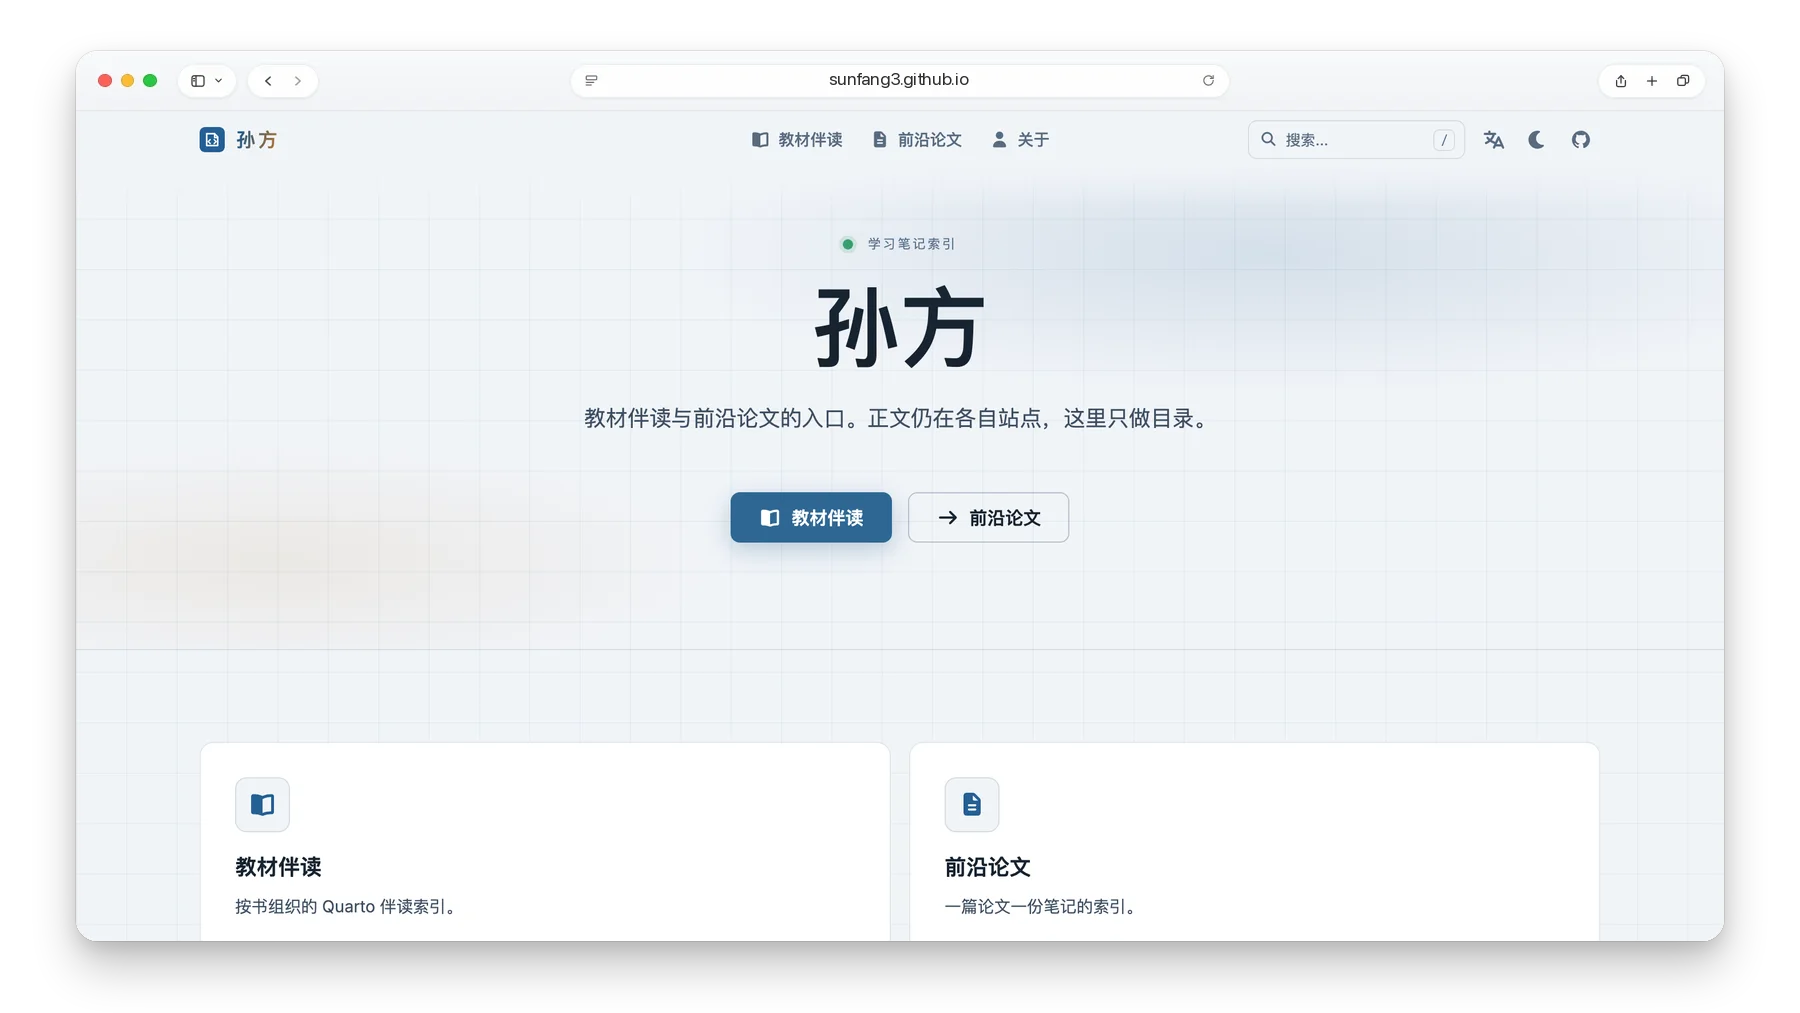 sunfang3.github.io
孙方
教材伴读
前沿论文
关于
搜索...
/
学习笔记索引
孙方
教材伴读与前沿论文的入口。正文仍在各自站点，这里只做目录。
教材伴读
前沿论文
教材伴读
按书组织的 Quarto 伴读索引。
前沿论文
一篇论文一份笔记的索引。